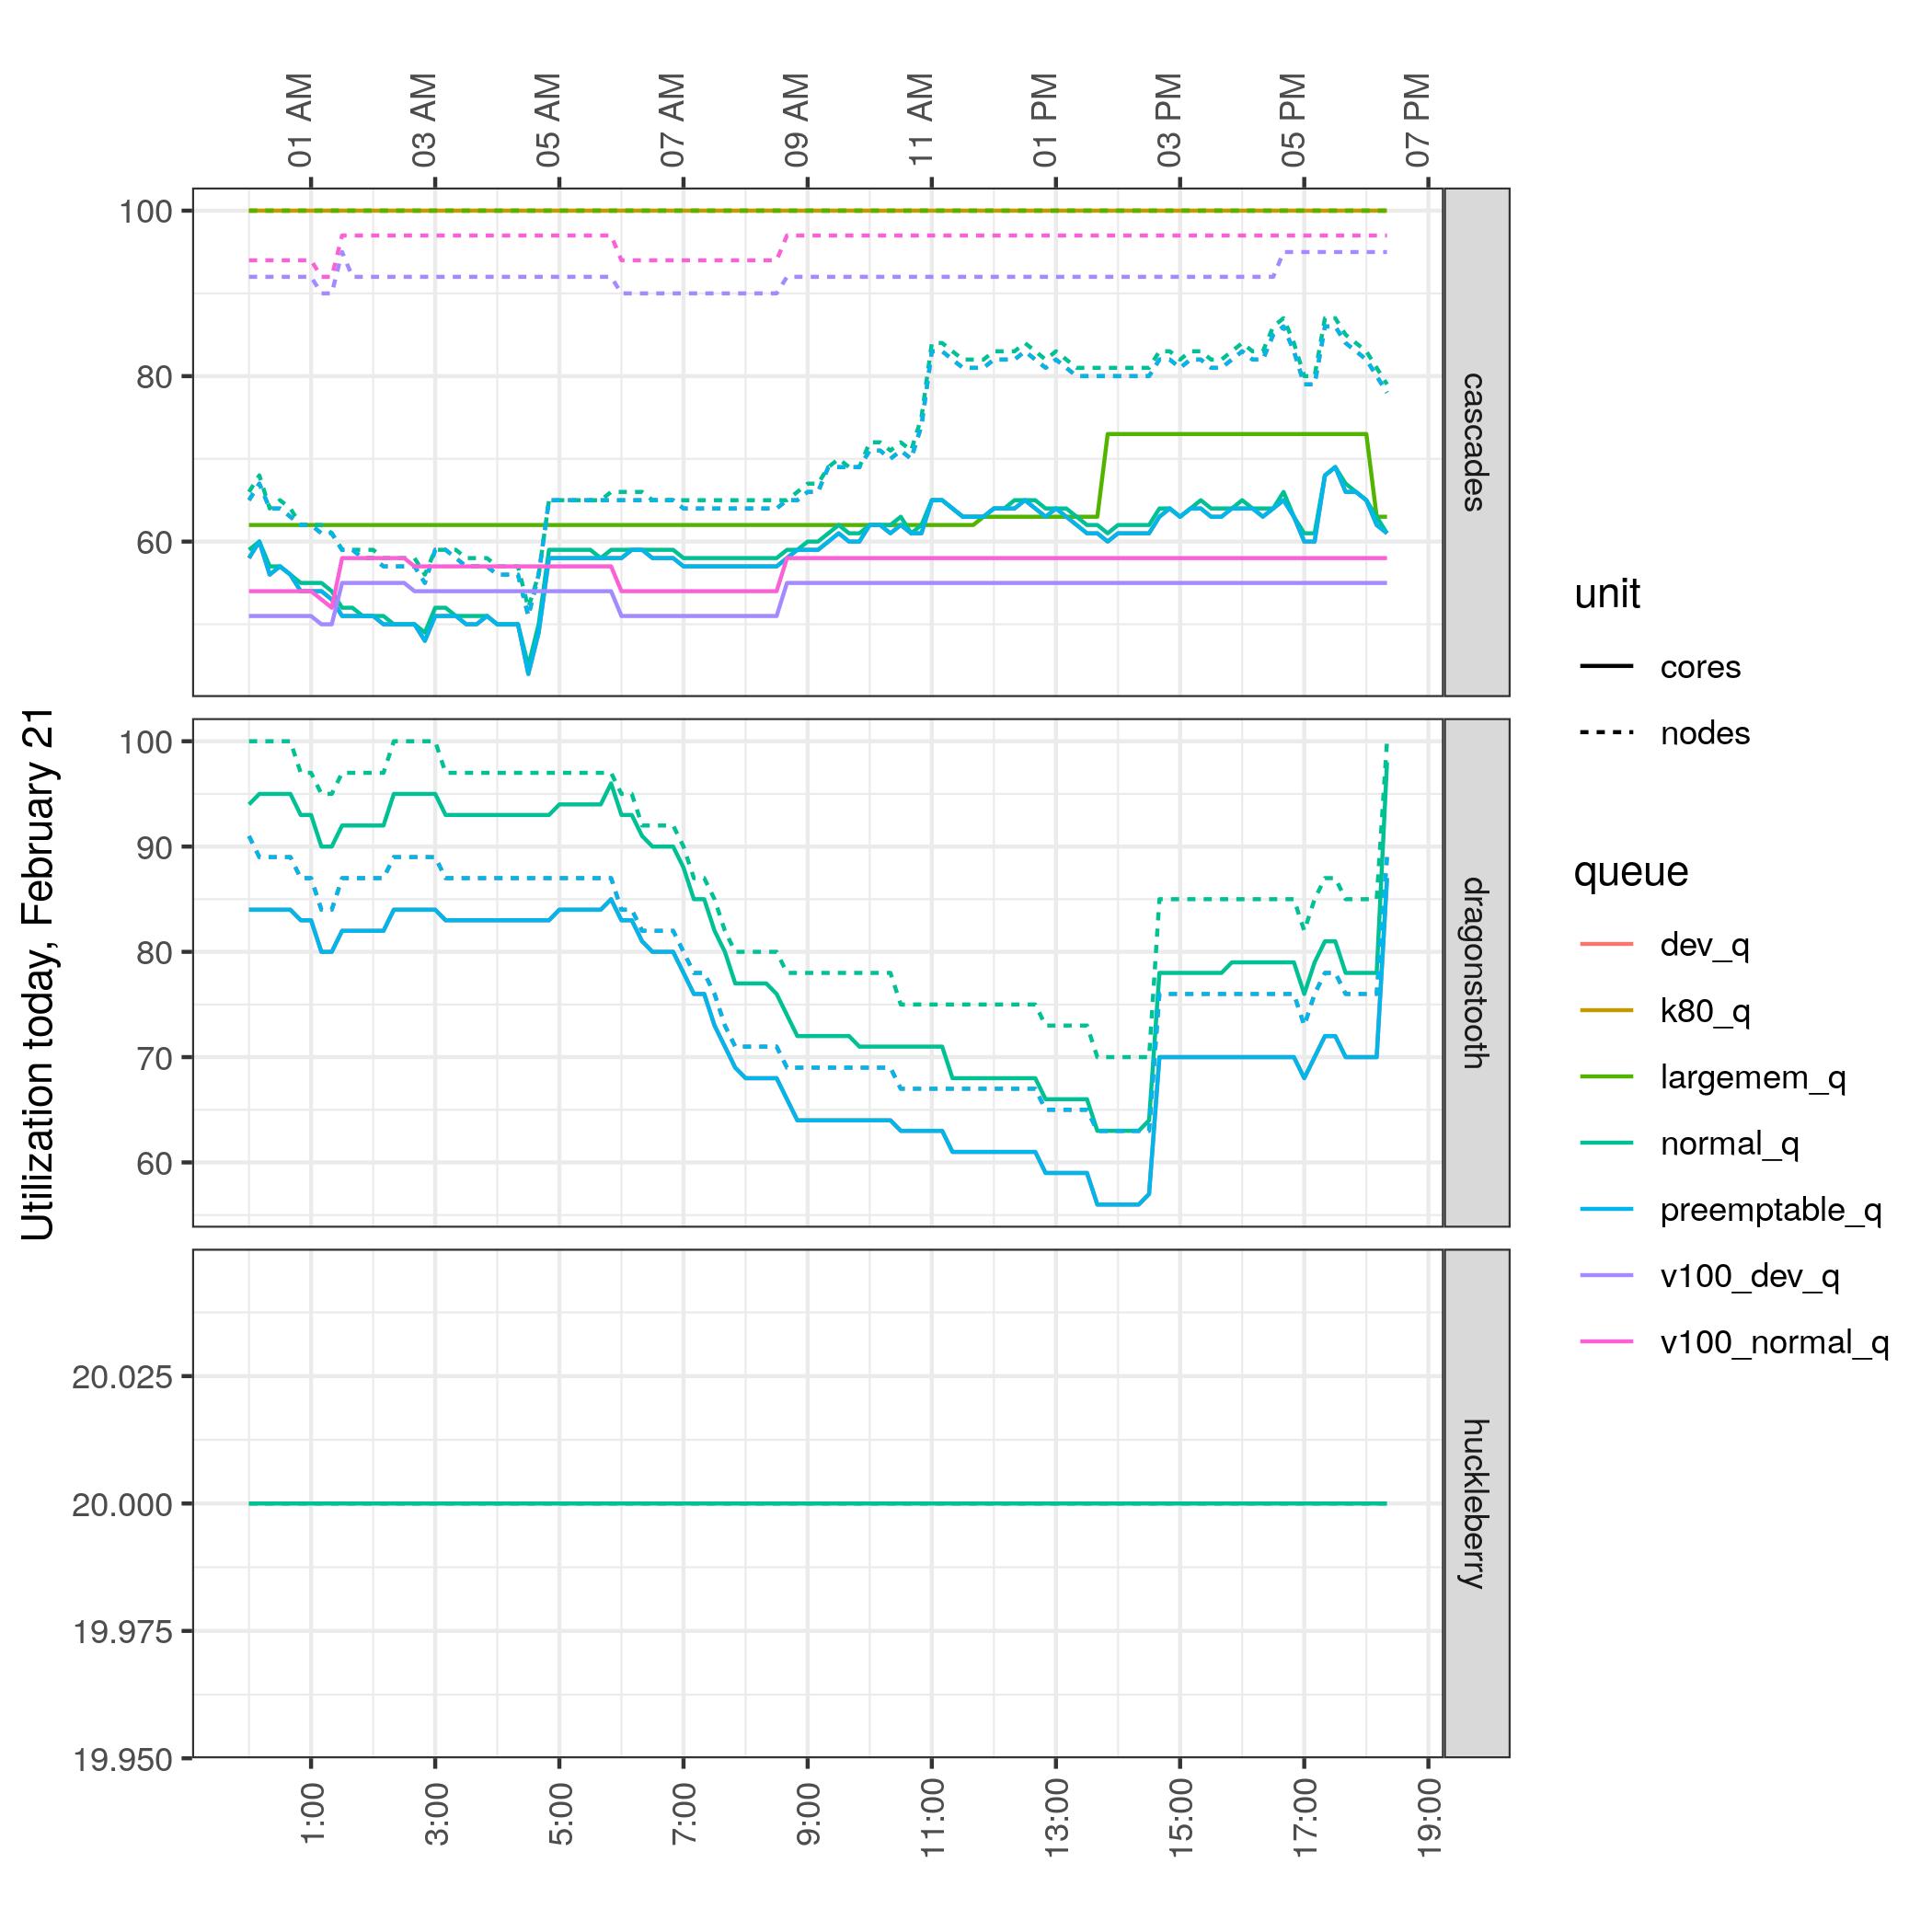 01 AM
03 AM
05 AM
07 AM
09 AM
11 AM
01 PM
03 PM
05 PM
07 PM
Utilization today, February 21
100
80
60
cascades
100
90
80
70
60
dragonstooth
20.025
20.000
19.975
19.950
huckleberry
1:00
3:00
5:00
7:00
9:00
11:00
13:00
15:00
17:00
19:00
unit
cores
nodes
queue
dev_q
k80_q
largemem_q
normal_q
preemptable_q
v100_dev_q
v100_normal_q